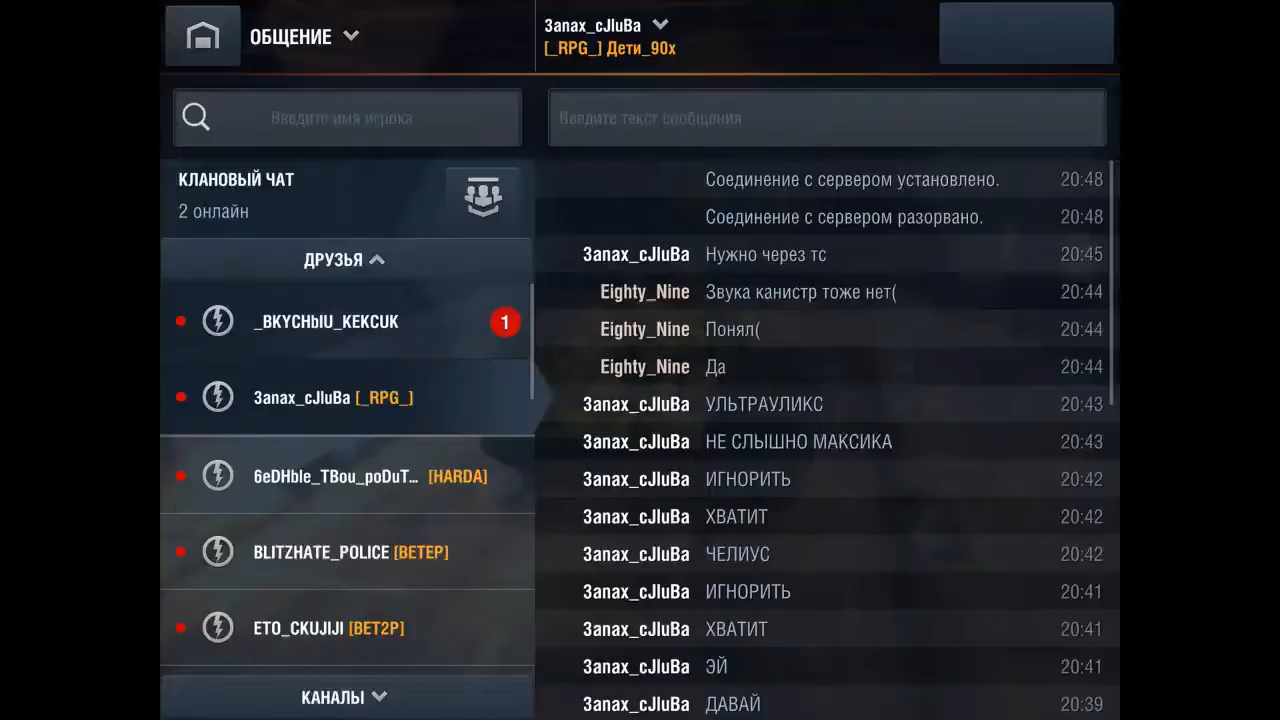 ОБЩЕНИЕ
3anax_cJluBa
[_RPG_] Дети_90х
Введите имя игрока
Введите текст сообщения
КЛАНОВЫЙ ЧАТ
2 онлайн
ДРУЗЬЯ
_BKYCHbIU_KEKCUK
1
3anax_cJluBa [_RPG_]
6eDHble_TBou_poDuT... [HARDA]
BLITZHATE_POLICE [BETEP]
ETO_CKUJIJI [BET2P]
КАНАЛЫ
Соединение с сервером установлено. 20:48
Соединение с сервером разорвано. 20:48
3anax_cJluBa Нужно через тс 20:45
Eighty_Nine Звука канистр тоже нет( 20:44
Eighty_Nine Понял( 20:44
Eighty_Nine Да 20:44
3anax_cJluBa УЛЬТРАУЛИКС 20:43
3anax_cJluBa НЕ СЛЫШНО МАКСИКА 20:43
3anax_cJluBa ИГНОРИТЬ 20:42
3anax_cJluBa ХВАТИТ 20:42
3anax_cJluBa ЧЕЛИУС 20:42
3anax_cJluBa ИГНОРИТЬ 20:41
3anax_cJluBa ХВАТИТ 20:41
3anax_cJluBa ЭЙ 20:41
3anax_cJluBa ДАВАЙ 20:39